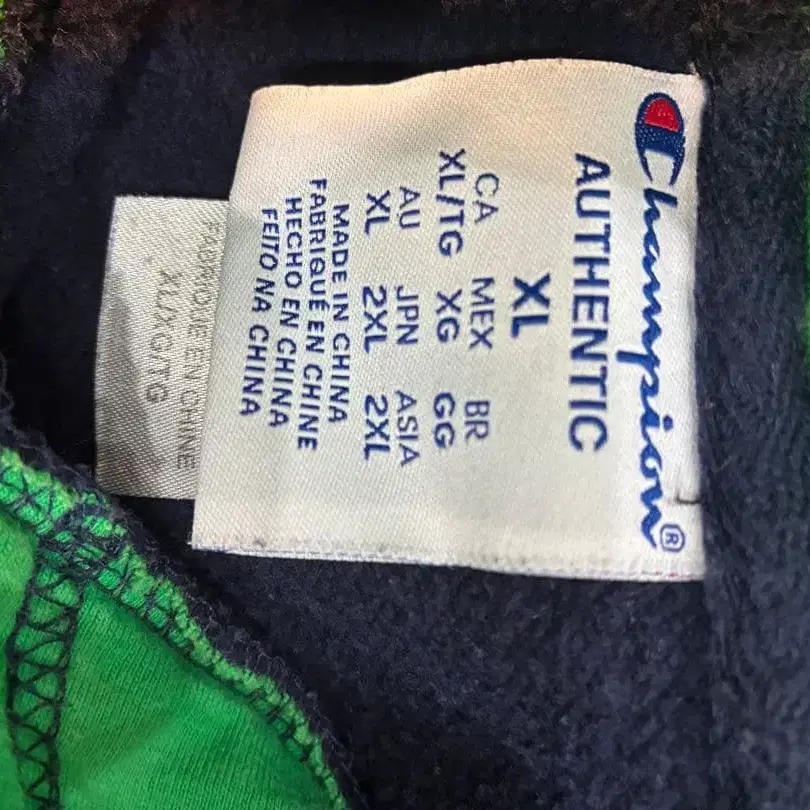 Champion®
AUTHENTIC
XL
CA MEX BR
XL/TG XG GG
AU JPN ASIA
XL 2XL 2XL
MADE IN CHINA
FABRIQUÉ EN CHINE
HECHO EN CHINA
FEITO NA CHINA
FABRIQUE EN CHINE
XL/XG/TG